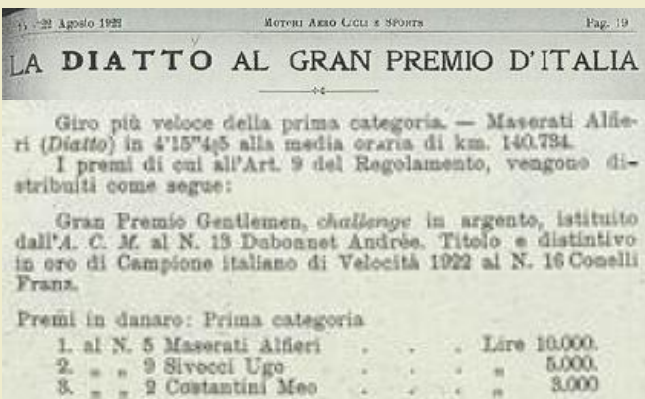 22 Agosto 1922 MOTORI AERO CICLI E SPORTS Pag. 19
LA DIATTO AL GRAN PREMIO D'ITALIA
Giro più veloce della prima categoria. — Maserati Alfie-
ri (Diatto) in 4'15"4|5 alla media oraria di km. 140.734.
I premi di cui all'Art. 9 del Regolamento, vengono di-
stribuiti come segue:
Gran Premio Gentlemen, challenge in argento, istituito
dall'A. C. M. al N. 13 Dubonnet Andrée. Titolo e distintivo
in oro di Campione italiano di Velocità 1922 al N. 16 Conelli
Franz.
Premi in danaro: Prima categoria
1. al N. 5 Maserati Alfieri . . . Lire 10.000.
2. „ „ 9 Sivocci Ugo . . . „ 5.000.
3. „ „ 2 Costantini Meo . . . „ 3.000